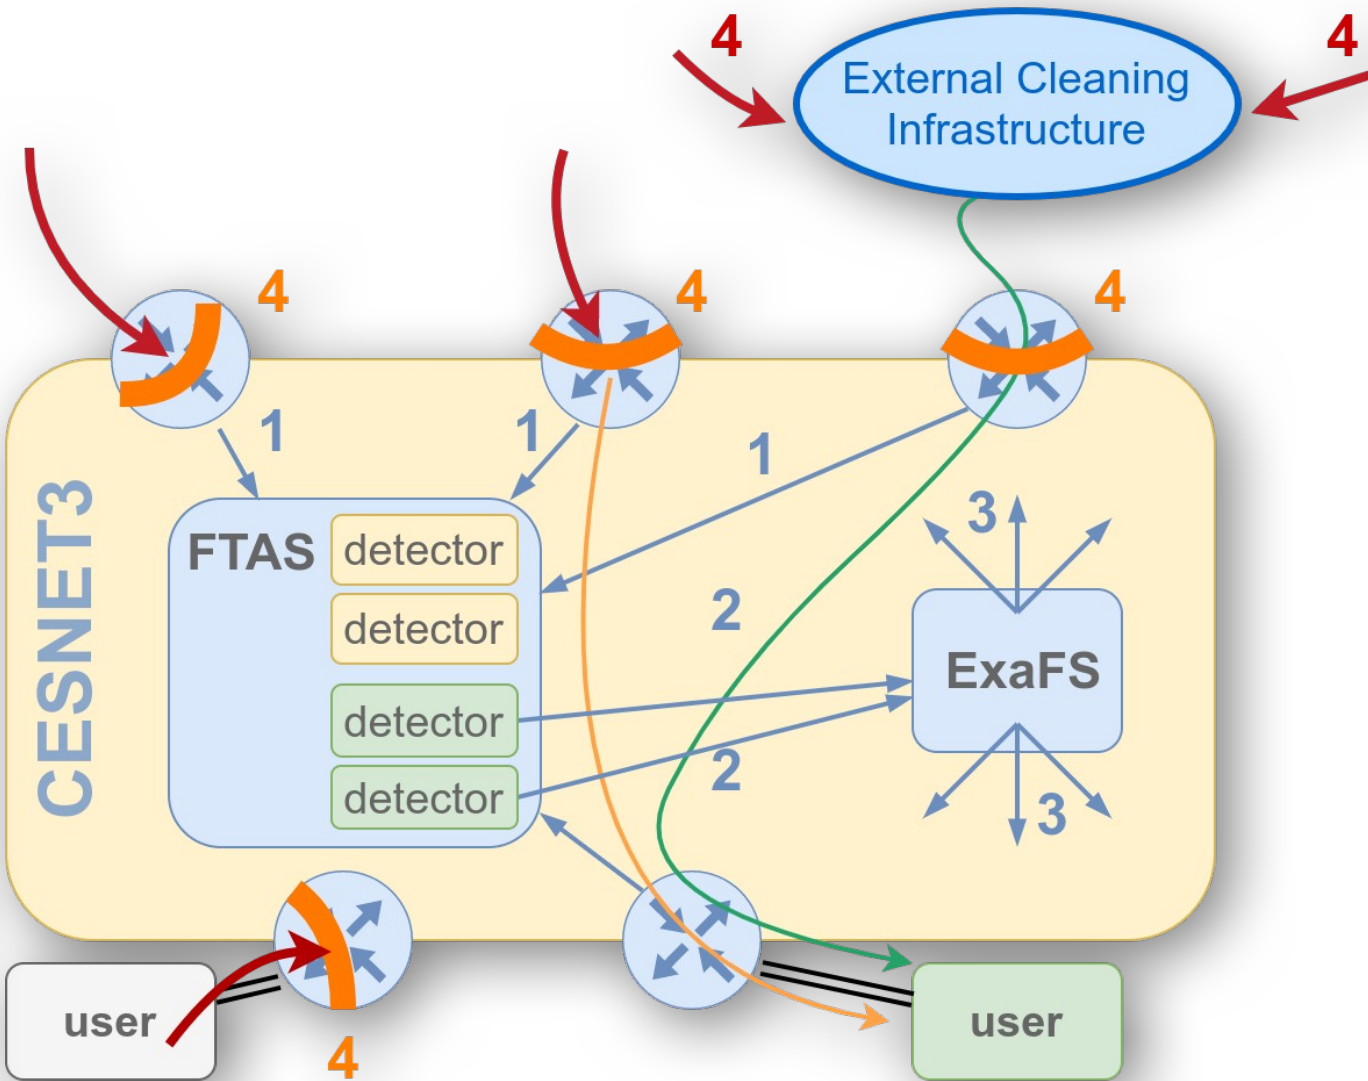 4
4
External Cleaning
Infrastructure
4
4
4
1
1
1
CESNET3
FTAS
detector
detector
detector
detector
2
2
3
ExaFS
3
user
4
user